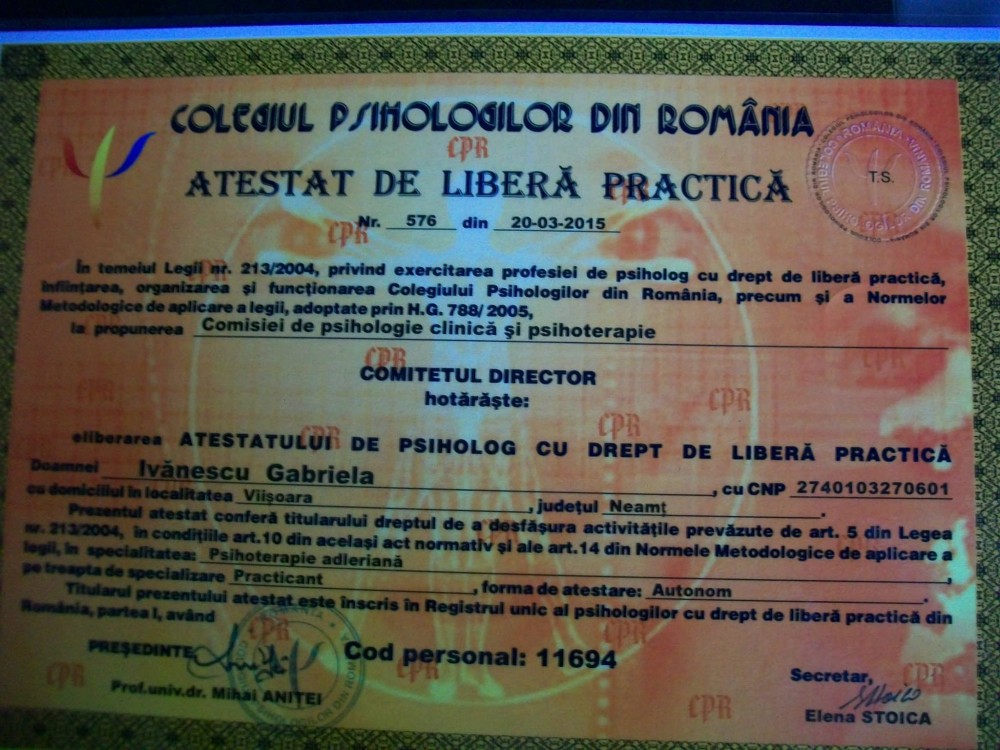 COLEGIUL PSIHOLOGILOR DIN ROMÂNIA
ATESTAT DE LIBERĂ PRACTICĂ
Nr. 576 din 20-03-2015
T.S.
În temeiul Legii nr. 213/2004, privind exercitarea profesiei de psiholog cu drept de liberă practică,
înființarea, organizarea și funcționarea Colegiului Psihologilor din România, precum și a Normelor
Metodologice de aplicare a legii, adoptate prin H.G. 788/2005,
la propunerea Comisiei de psihologie clinică și psihoterapie
COMITETUL DIRECTOR
hotărăște:
eliberarea ATESTATULUI DE PSIHOLOG CU DREPT DE LIBERĂ PRACTICĂ
Doamnei Ivănescu Gabriela, cu CNP 2740103270601
cu domiciliul în localitatea Viișoara, județul Neamț.
Prezentul atestat conferă titularului dreptul de a desfășura activitățile prevăzute de art. 5 din Legea
nr. 213/2004, în condițiile art.10 din același act normativ și ale art.14 din Normele Metodologice de aplicare a
legii, în specialitatea: Psihoterapie adleriană,
pe treapta de specializare Practicant, forma de atestare: Autonom.
Titularul prezentului atestat este înscris în Registrul unic al psihologilor cu drept de liberă practică din
România, partea I, având
Cod personal: 11694
PREȘEDINTE
Prof.univ.dr. Mihai ANIȚEI
Secretar,
Elena STOICA